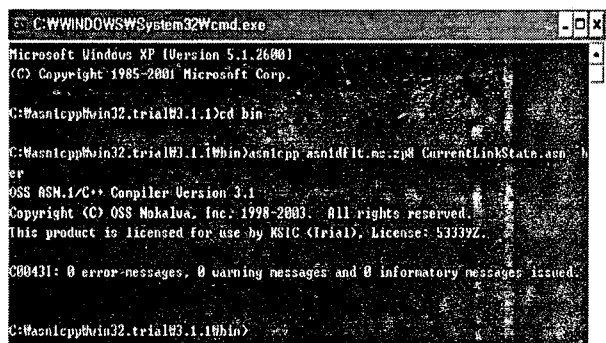 C:₩WINDOWS₩System32₩cmd.exe
Microsoft Windows XP [Version 5.1.2600]
(C) Copyright 1985-2001 Microsoft Corp.
C:₩asn1cpp₩win32.trial₩3.1.1>cd bin
C:₩asn1cpp₩win32.trial₩3.1.1₩bin>asn1cpp asn1dflt.ms.zp8 CurrentLinkState.asn
er
OSS ASN.1/C++ Compiler Version 3.1
Copyright (C) OSS Nokalva, Inc. 1998-2003. All rights reserved.
This product is licensed for use by KSIC (Trial), License: 53339Z.
C0043I: 0 error messages, 0 warning messages and 0 informatory messages issued.
C:₩asn1cpp₩win32.trial₩3.1.1₩bin>